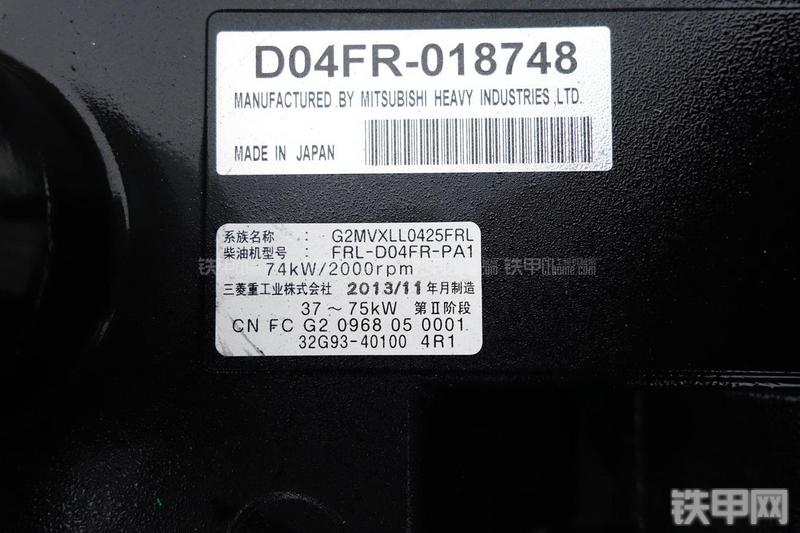 D04FR-018748
MANUFACTURED BY MITSUBISHI HEAVY INDUSTRIES ,LTD.
MADE IN JAPAN
系族名称 : G2MVXLL0425FRL
柴油机型号 : FRL-D04FR-PA1
74kW/2000rpm
三菱重工业株式会社 2013/11 年月制造
37～75kW 第Ⅱ阶段
CN FC G2 0968 05 0001
32G93-40100 4R1
铁甲网